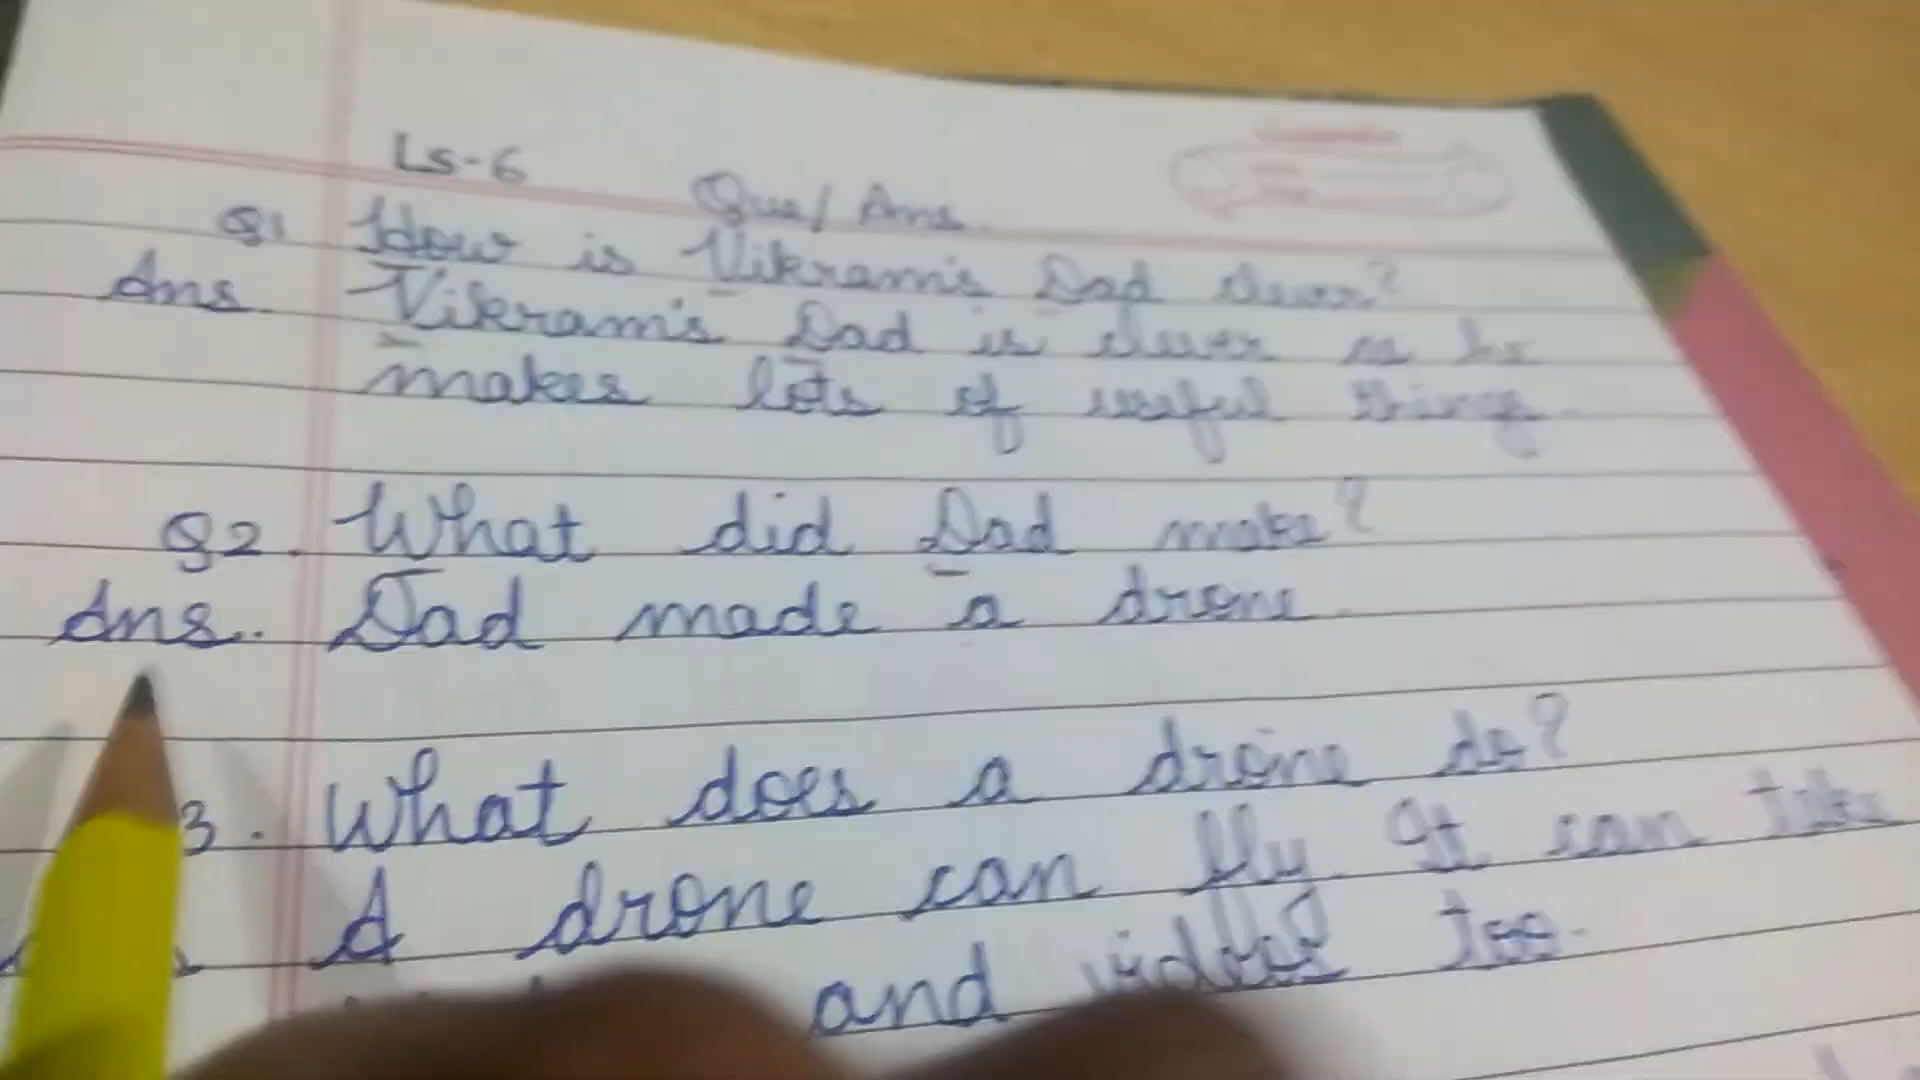 Ls-6
Que/Ans.
Q1 How is Vikram's Dad clever?
Ans. Vikram's Dad is clever as he
makes lots of useful things.
Q2. What did Dad make?
Ans. Dad made a drone.
3. What does a drone do?
A drone can fly. It can take
and videos too.